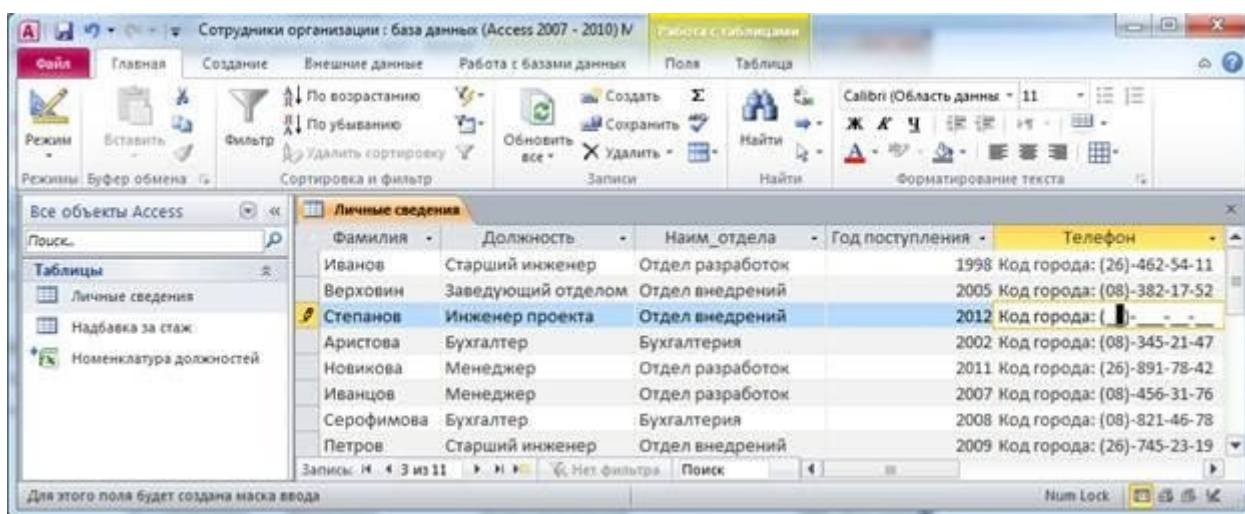 Сотрудники организации : база данных (Access 2007 - 2010) М
Работа с таблицами
Файл Главная Создание Внешние данные Работа с базами данных Поля Таблица
Режим
Вставить
Фильтр
По возрастанию
По убыванию
Удалить сортировку
Обновить все
Создать
Сохранить
Удалить
Найти
Calibri (Область данных 11
Ж К Ч
Режимы Буфер обмена Сортировка и фильтр Записи Найти Форматирование текста
Все объекты Access
Поиск...
Таблицы
Личные сведения
Надбавка за стаж
Номенклатура должностей
Личные сведения
Фамилия Должность Наим_отдела Год поступления Телефон
Иванов Старший инженер Отдел разработок 1998 Код города: (26)-462-54-11
Верховин Заведующий отделом Отдел внедрений 2005 Код города: (08)-382-17-52
Степанов Инженер проекта Отдел внедрений 2012 Код города: (__)-___-__-__
Аристова Бухгалтер Бухгалтерия 2002 Код города: (08)-345-21-47
Новикова Менеджер Отдел разработок 2011 Код города: (26)-891-78-42
Иванцов Менеджер Отдел разработок 2007 Код города: (08)-456-31-76
Серофимова Бухгалтер Бухгалтерия 2008 Код города: (08)-821-46-78
Петров Старший инженер Отдел внедрений 2009 Код города: (26)-745-23-19
Записи: 3 из 11 Нет фильтра Поиск
Для этого поля будет создана маска ввода
Num Lock